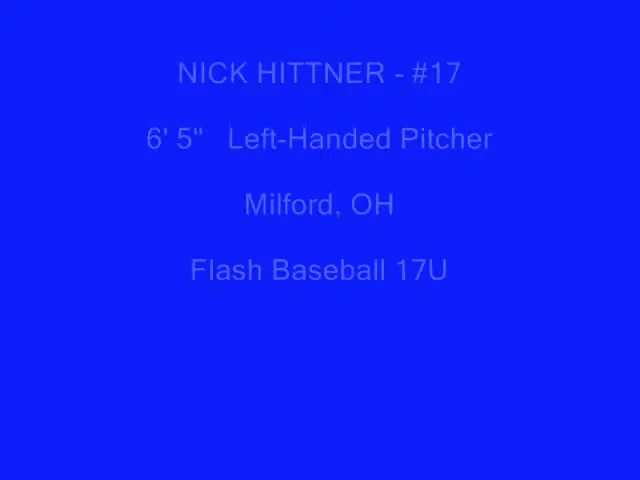 NICK HITTNER - #17
6' 5"   Left-Handed Pitcher
Milford, OH
Flash Baseball 17U